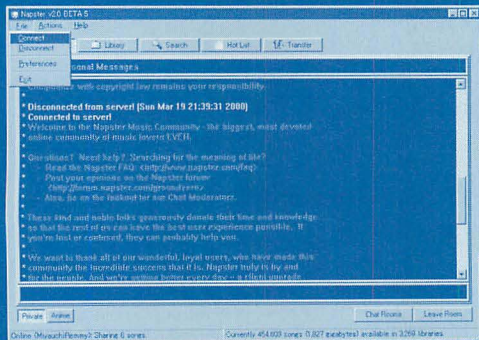 Napster v2.0 BETA 5
File Actions Help
Connect
Disconnect
Preferences
Exit
Library Search Hot List Transfer
onal Messages
* Compliance with copyright law remains your responsibility.
*
* Disconnected from server! (Sun Mar 19 21:39:31 2000)
* Connected to server!
* Welcome to the Napster Music Community - the biggest, most devoted
* online community of music lovers EVER.
*
* Questions? Need help? Searching for the meaning of life?
* - Read the Napster FAQ: <http://www.napster.com/faq>
* - Post your opinions on the Napster forum
* <http://forum.napster.com/groundzero>
* - Also, be on the lookout for our Chat Moderators.
*
* These kind and noble folks generously donate their time and knowledge
* so that the rest of us can have the best user experience possible. If
* you're lost or confused, they can probably help you.
*
* We want to thank all of our wonderful, loyal users, who have made this
* community the incredible success that it is. Napster truly is by and
* for the people. And we're getting better every day -- a client upgrade
Private Anime Chat Rooms Leave Room
Online Sharing 6 songs. Currently songs available in 3,269 libraries.